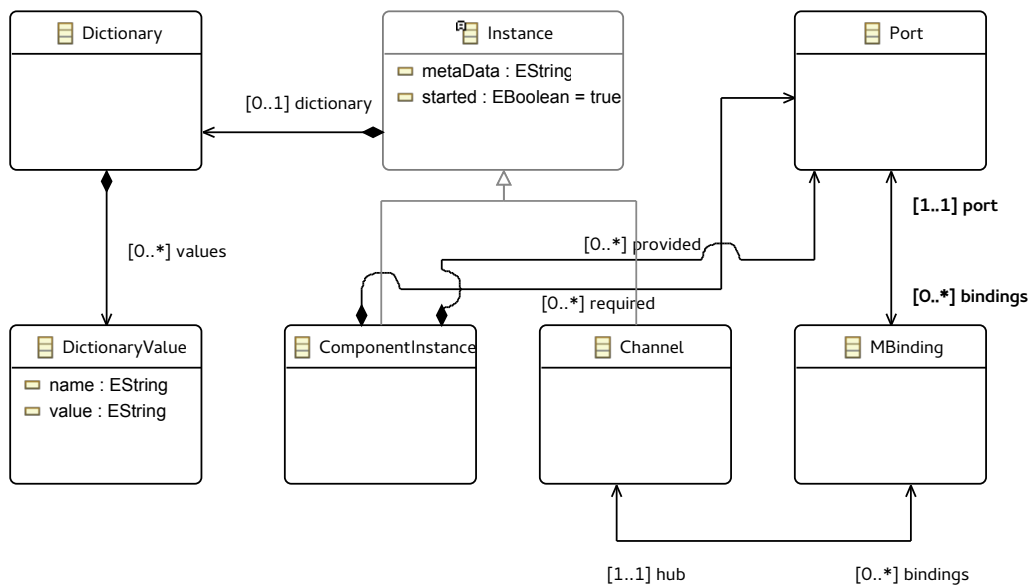 Dictionary
Instance
Port
metaData : EString
started : EBoolean = true
[0..1] dictionary
[1..1] port
[0..*] values
[0..*] provided
[0..*] required
[0..*] bindings
DictionaryValue
ComponentInstance
Channel
MBinding
name : EString
value : EString
[1..1] hub
[0..*] bindings